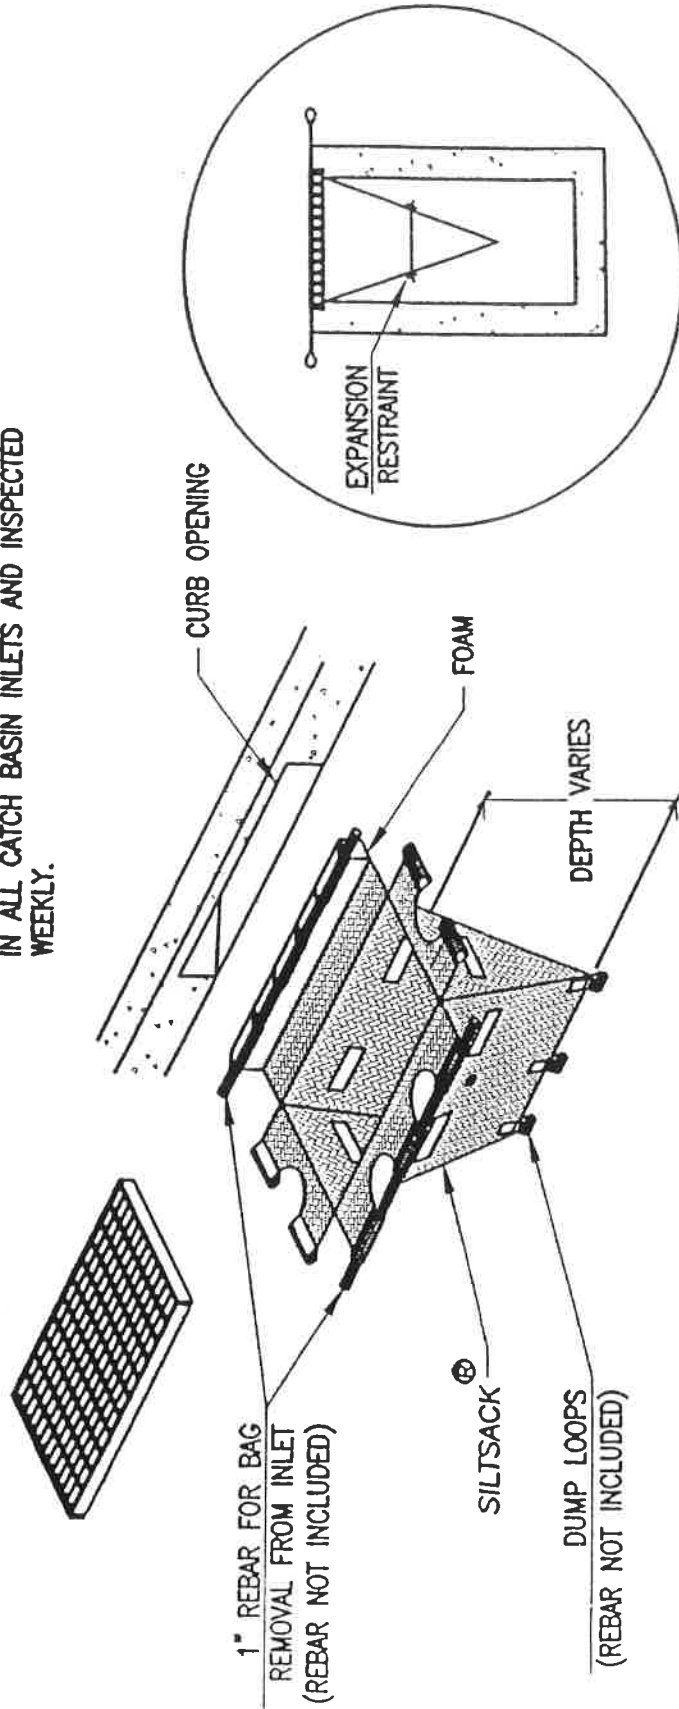 IN ALL CATCH BASIN INLETS AND INSPECTED
WEEKLY.
CURB OPENING
EXPANSION
RESTRAINT
FOAM
DEPTH VARIES
1" REBAR FOR BAG
REMOVAL FROM INLET
(REBAR NOT INCLUDED)
SILTSACK®
DUMP LOOPS
(REBAR NOT INCLUDED)